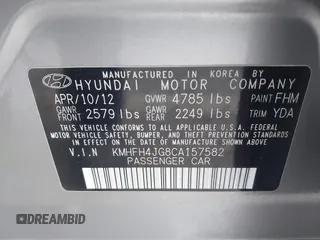 MANUFACTURED IN KOREA BY
HYUNDAI MOTOR COMPANY
APR/10/12 GVWR 4785 lbs PAINT FHM
GAWR FRONT 2579 lbs GAWR REAR 2249 lbs TRIM YDA
THIS VEHICLE CONFORMS TO ALL APPLICABLE U.S. FEDERAL
MOTOR VEHICLE SAFETY, BUMPER, AND THEFT PREVENTION STANDARDS
IN EFFECT ON THE DATE OF MANUFACTURE SHOWN ABOVE.
V.I.N KMHFH4JG8CA157582
PASSENGER CAR
© AUTOBIDMD
AUTOBIDMD